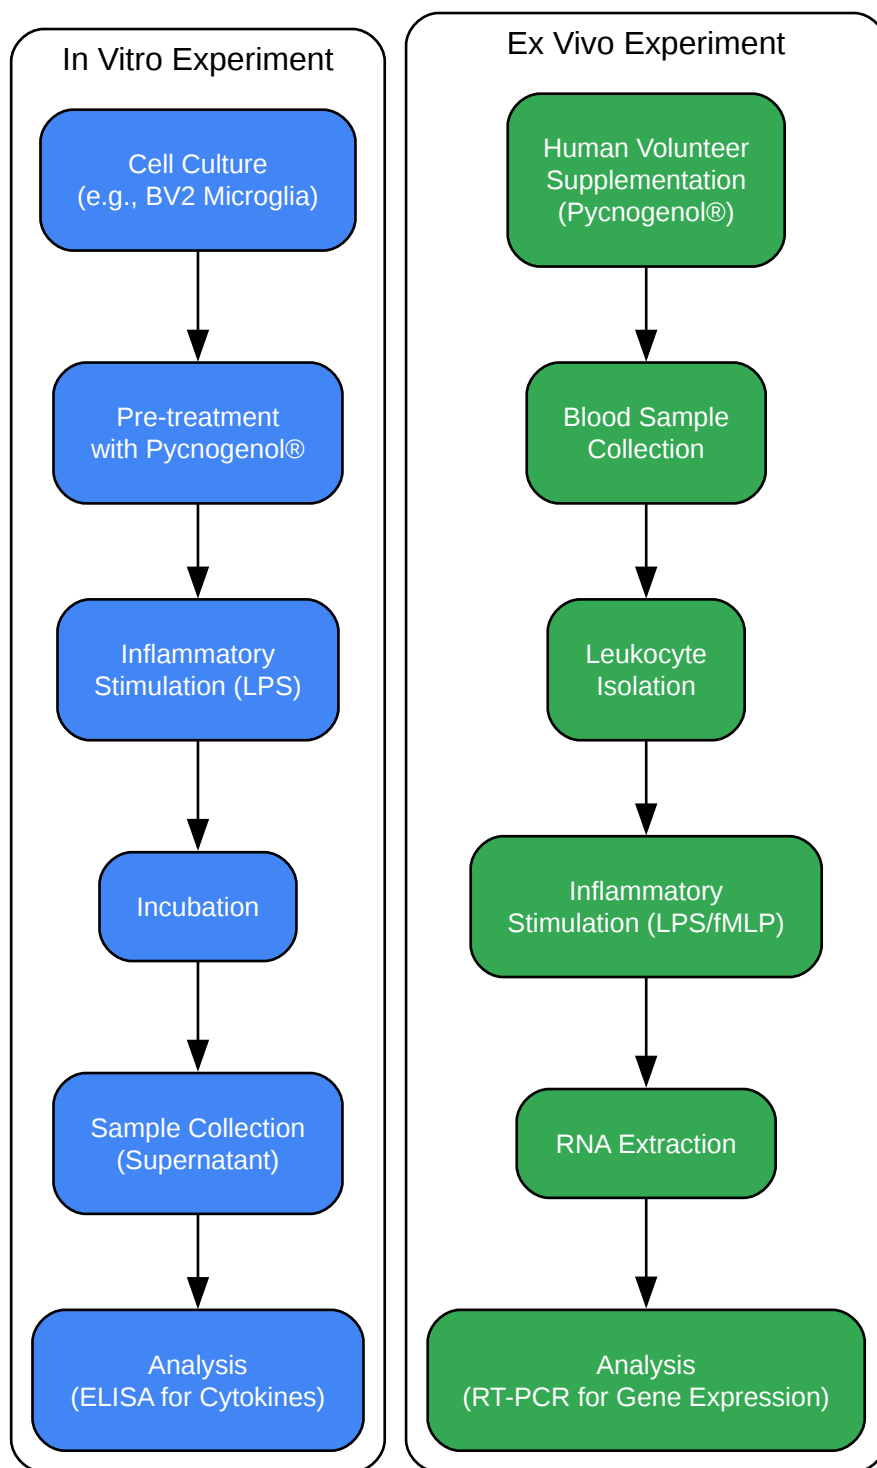 In Vitro Experiment
Cell Culture
(e.g., BV2 Microglia)
Pre-treatment
with Pycnogenol®
Inflammatory
Stimulation (LPS)
Incubation
Sample Collection
(Supernatant)
Analysis
(ELISA for Cytokines)
Ex Vivo Experiment
Human Volunteer
Supplementation
(Pycnogenol®)
Blood Sample
Collection
Leukocyte
Isolation
Inflammatory
Stimulation (LPS/fMLP)
RNA Extraction
Analysis
(RT-PCR for Gene Expression)